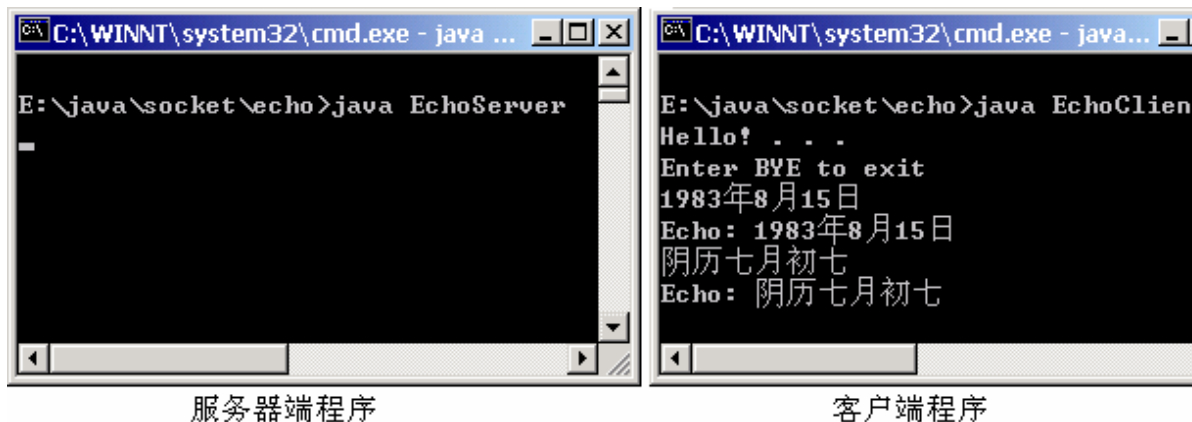 C:\WINNT\system32\cmd.exe - java ...
E:\java\socket\echo>java EchoServer
C:\WINNT\system32\cmd.exe - java...
E:\java\socket\echo>java EchoClien
Hello! . . .
Enter BYE to exit
1983年8月15日
Echo: 1983年8月15日
阴历七月初七
Echo: 阴历七月初七
服务器端程序
客户端程序